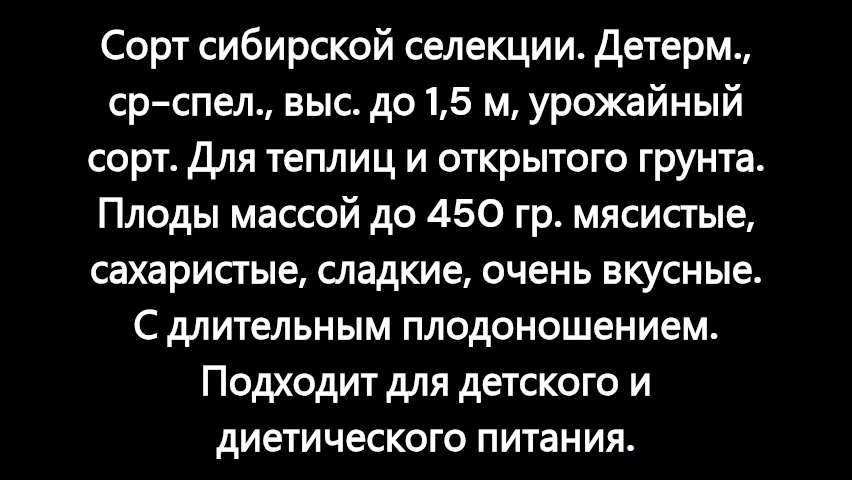 Сорт сибирской селекции. Детерм.,
ср-спел., выс. до 1,5 м, урожайный
сорт. Для теплиц и открытого грунта.
Плоды массой до 450 гр. мясистые,
сахаристые, сладкие, очень вкусные.
С длительным плодоношением.
Подходит для детского и
диетического питания.